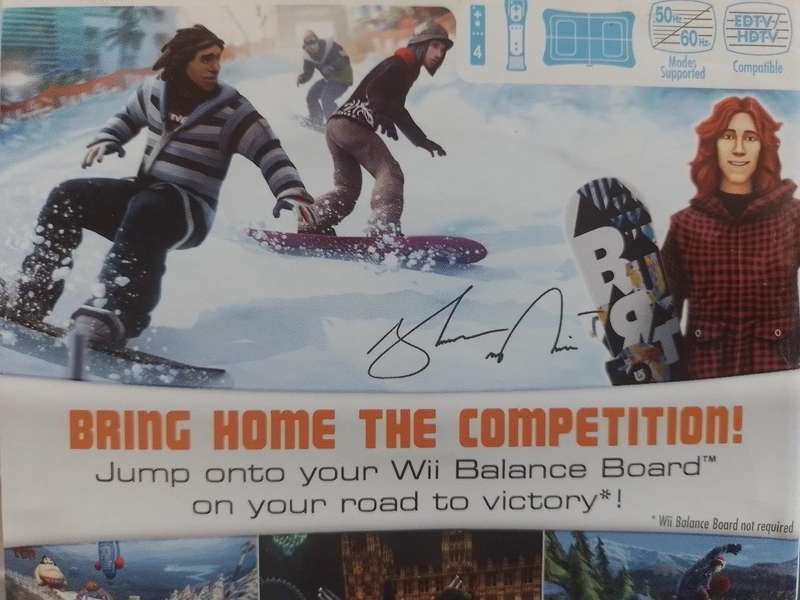 4
50Hz
60Hz
Modes
Supported
EDTV/
HDTV
Compatible
BRING HOME THE COMPETITION!
Jump onto your Wii Balance Board™
on your road to victory*!
* Wii Balance Board not required